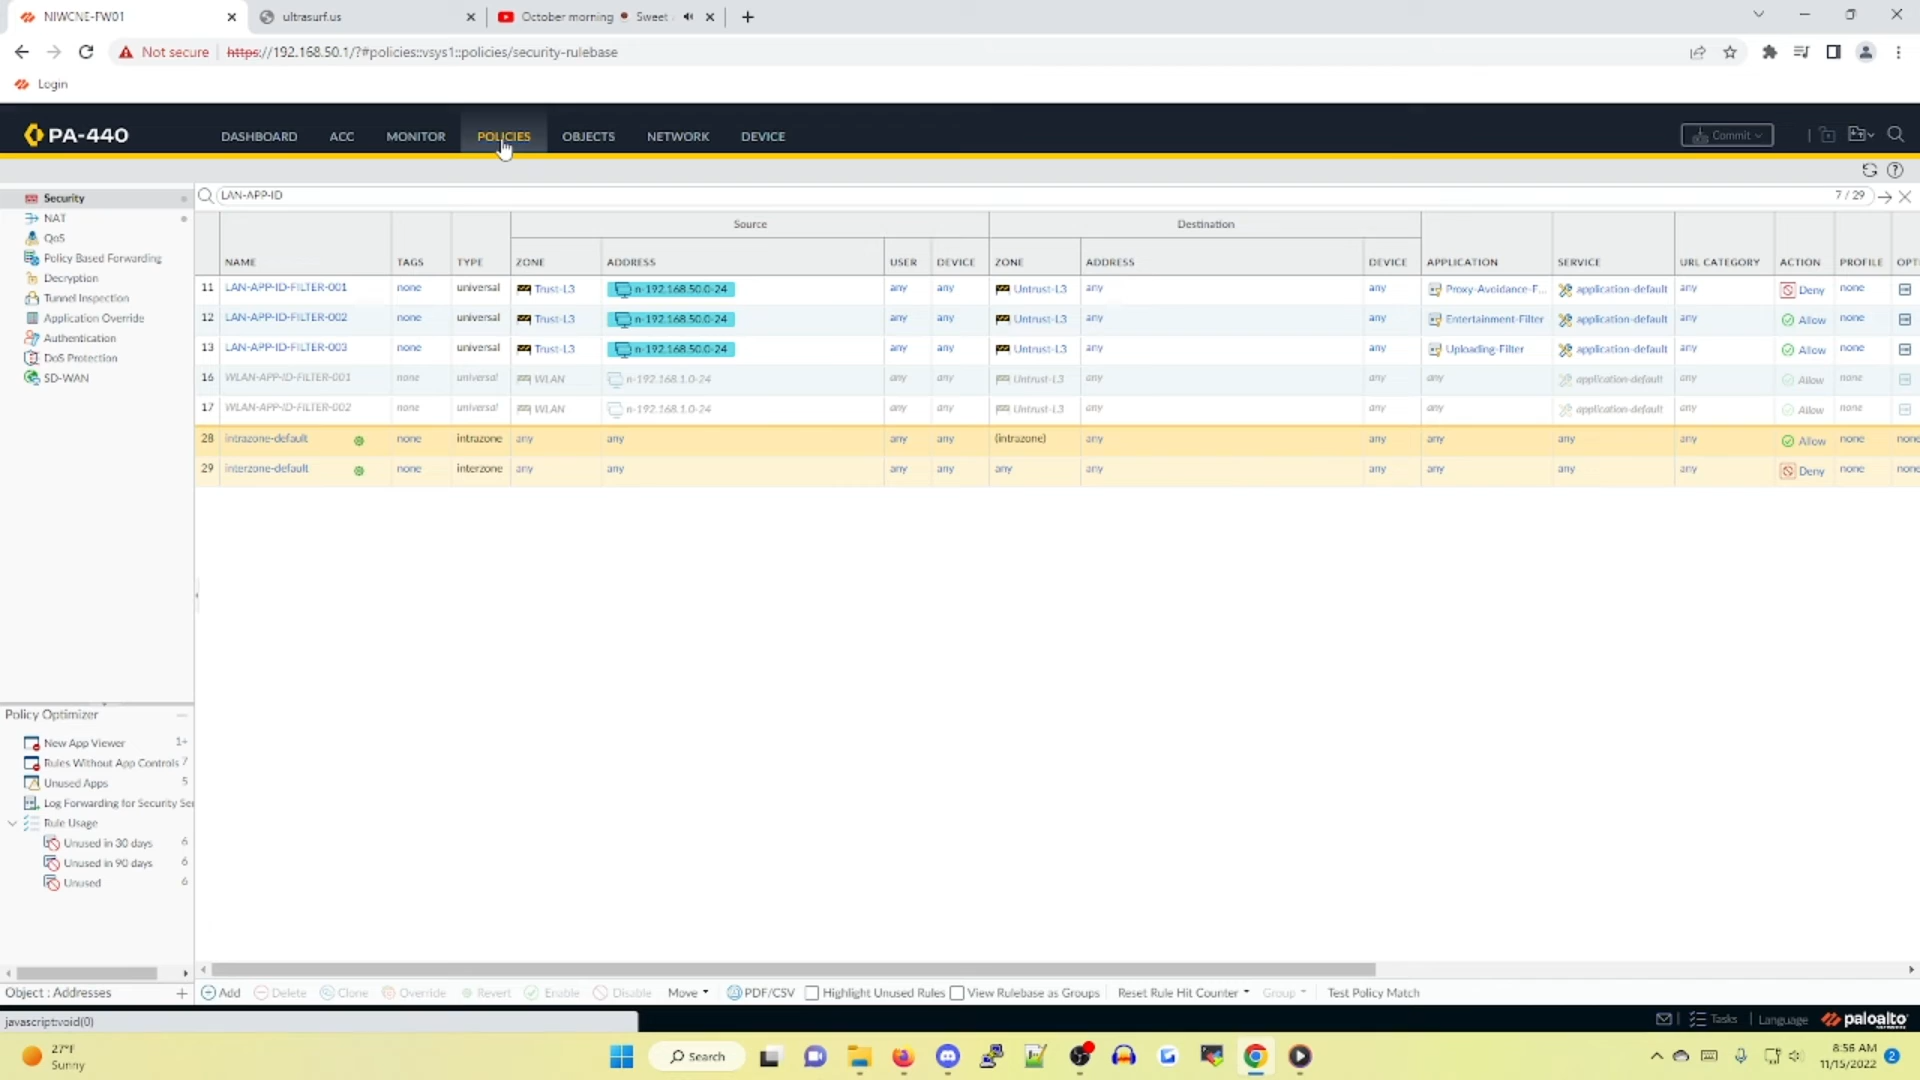 NIWCNE-FW01
ultrasurf.us
October morning 🍂 Sweet
Not secure
https://192.168.50.1/?#policies::vsys1::policies/security-rulebase
Login
PA-440
DASHBOARD
ACC
MONITOR
POLICIES
OBJECTS
NETWORK
DEVICE
Commit
Security
NAT
QoS
Policy Based Forwarding
Decryption
Tunnel Inspection
Application Override
Authentication
DoS Protection
SD-WAN
LAN-APP-ID
7 / 29
Source
Destination
NAME TAGS TYPE ZONE ADDRESS USER DEVICE ZONE ADDRESS DEVICE APPLICATION SERVICE URL CATEGORY ACTION PROFILE OPTI
11 LAN-APP-ID-FILTER-001 none universal Trust-L3 n-192.168.50.0-24 any any Untrust-L3 any any Proxy-Avoidance-F... application-default any Deny none
12 LAN-APP-ID-FILTER-002 none universal Trust-L3 n-192.168.50.0-24 any any Untrust-L3 any any Entertainment-Filter application-default any Allow none
13 LAN-APP-ID-FILTER-003 none universal Trust-L3 n-192.168.50.0-24 any any Untrust-L3 any any Uploading-Filter application-default any Allow none
16 WLAN-APP-ID-FILTER-001 none universal WLAN n-192.168.1.0-24 any any Untrust-L3 any any any application-default any Allow none
17 WLAN-APP-ID-FILTER-002 none universal WLAN n-192.168.1.0-24 any any Untrust-L3 any any any application-default any Allow none
28 intrazone-default none intrazone any any any any (intrazone) any any any any any Allow none none
29 interzone-default none interzone any any any any any any any any any any Deny none none
Policy Optimizer
New App Viewer 1+
Rules Without App Controls 7
Unused Apps 5
Log Forwarding for Security Ser
Rule Usage
Unused in 30 days 6
Unused in 90 days 6
Unused 6
Object : Addresses
Add Delete Clone Override Revert Enable Disable Move PDF/CSV Highlight Unused Rules View Rulebase as Groups Reset Rule Hit Counter Group Test Policy Match
javascript:void(0)
Tasks
Language
paloalto
NETWORKS
27°F
Sunny
Search
8:56 AM
11/15/2022
2